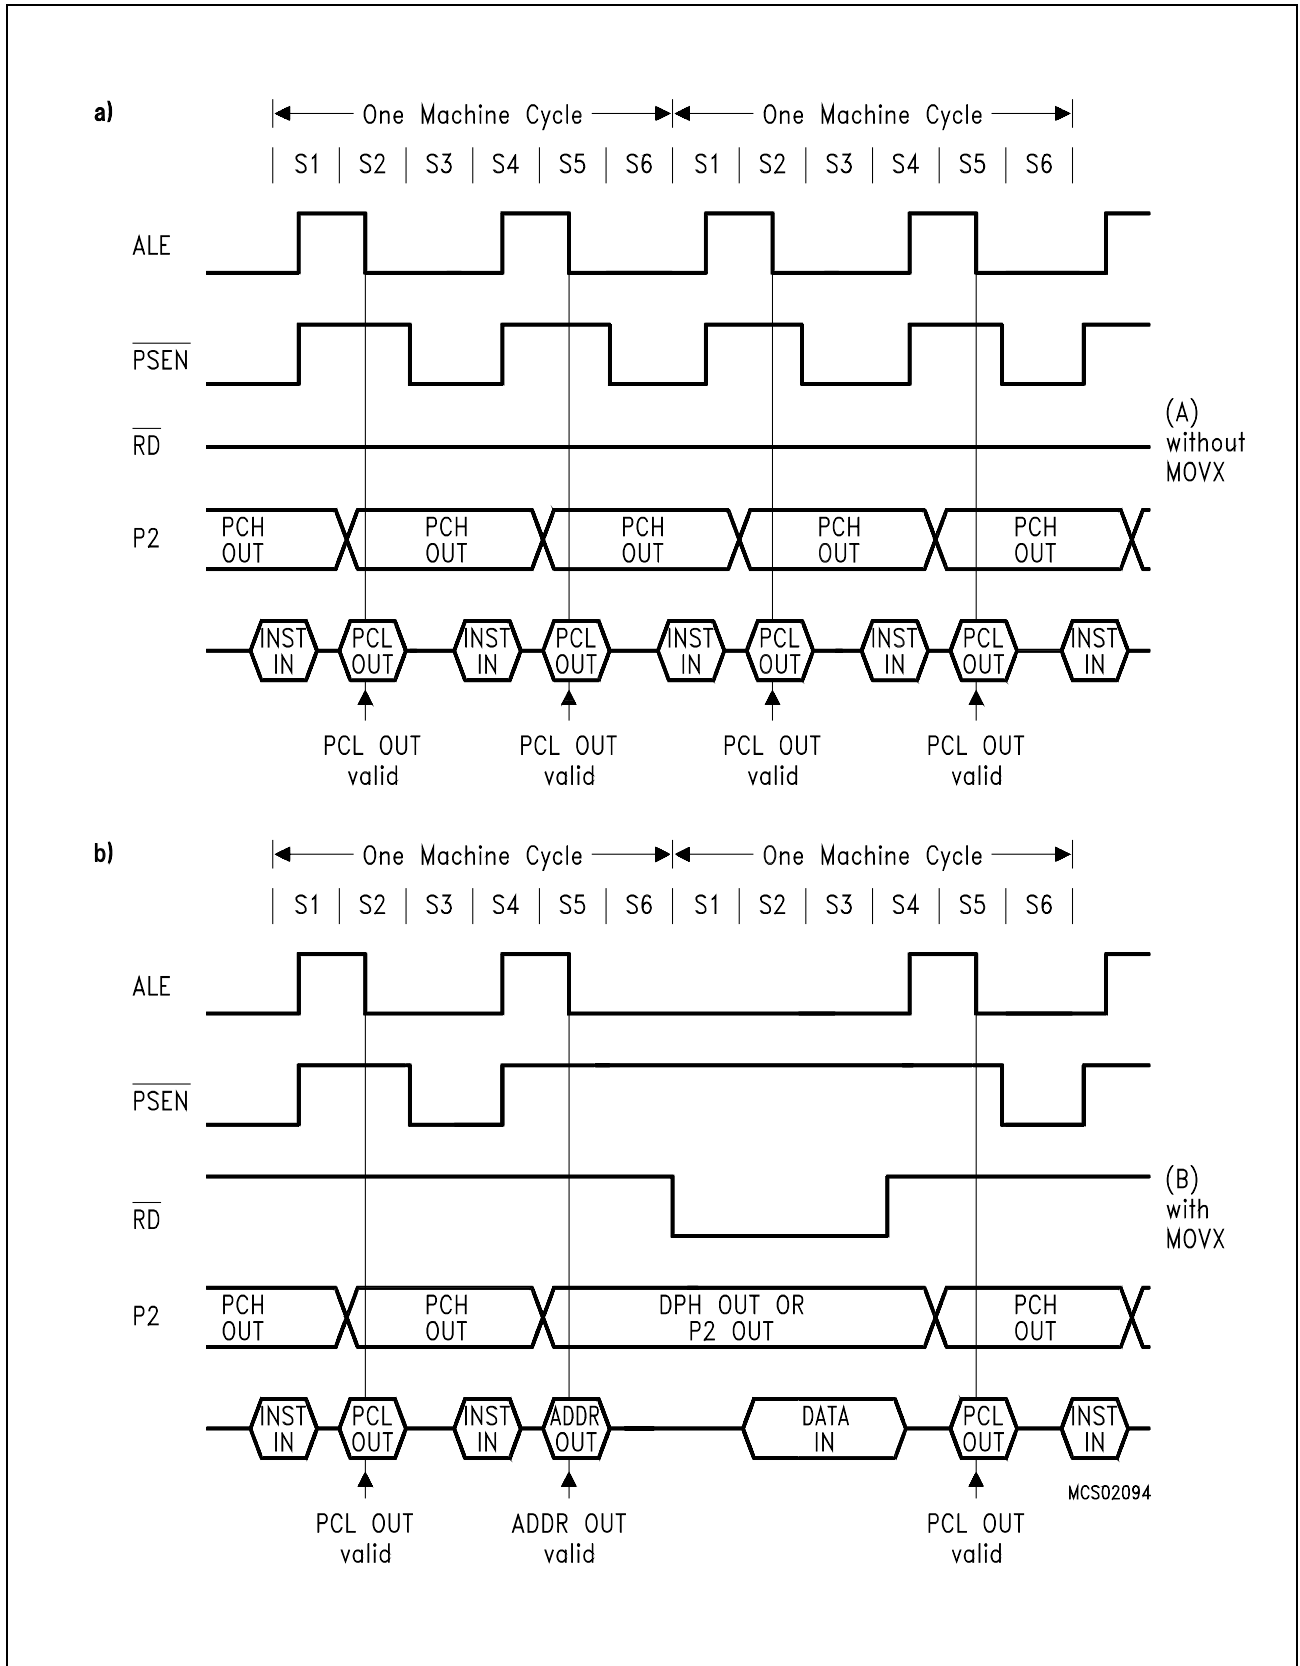 a)
One Machine Cycle
One Machine Cycle
S1 S2 S3 S4 S5 S6 S1 S2 S3 S4 S5 S6
ALE
PSEN
RD
(A)
without
MOVX
P2
PCH PCH PCH PCH PCH
OUT OUT OUT OUT OUT
INST PCL INST PCL INST PCL INST PCL INST
IN OUT IN OUT IN OUT IN OUT IN
PCL OUT PCL OUT PCL OUT PCL OUT
valid valid valid valid
b)
One Machine Cycle
One Machine Cycle
S1 S2 S3 S4 S5 S6 S1 S2 S3 S4 S5 S6
ALE
PSEN
RD
(B)
with
MOVX
P2
PCH PCH DPH OUT OR PCH
OUT OUT P2 OUT OUT
INST PCL INST ADDR DATA PCL INST
IN OUT IN OUT IN OUT IN
MCS02094
PCL OUT ADDR OUT PCL OUT
valid valid valid